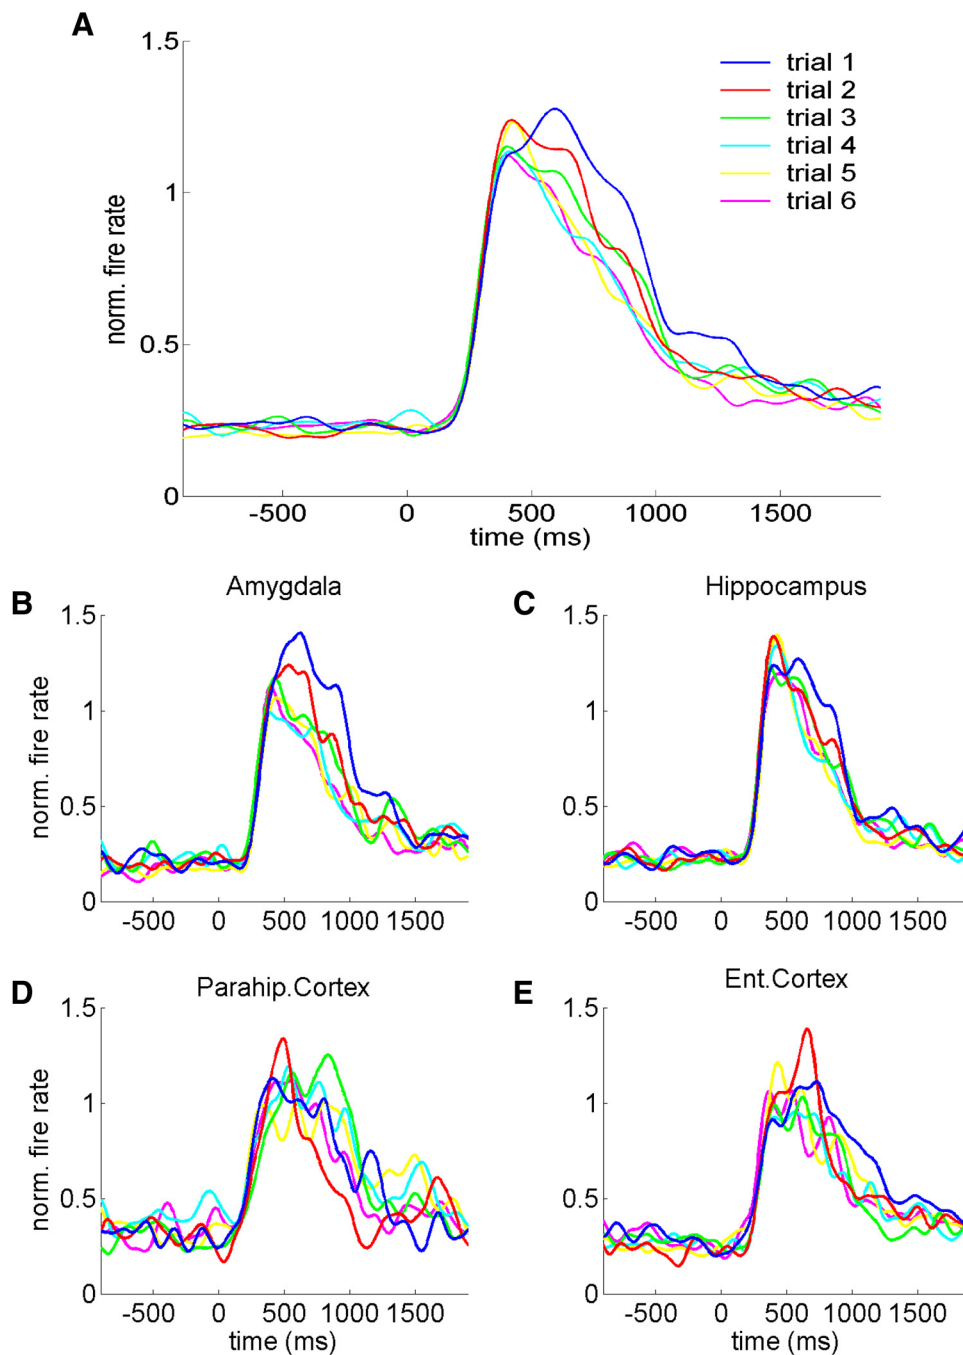 A
1.5
1
0.5
0
norm. fire rate
-500 0 500 1000 1500
time (ms)
trial 1
trial 2
trial 3
trial 4
trial 5
trial 6
B
Amygdala
1.5
1
0.5
0
norm. fire rate
-500 0 500 1000 1500
C
Hippocampus
1.5
1
0.5
0
-500 0 500 1000 1500
D
Parahip.Cortex
1.5
1
0.5
0
norm. fire rate
-500 0 500 1000 1500
time (ms)
E
Ent.Cortex
1.5
1
0.5
0
-500 0 500 1000 1500
time (ms)